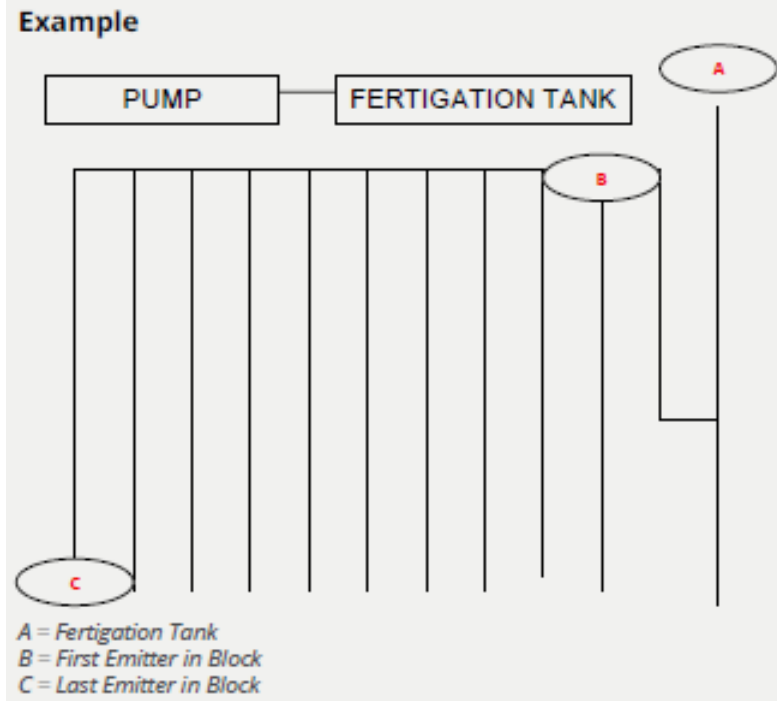 Example
A
PUMP
FERTIGATION TANK
B
C
A = Fertigation Tank
B = First Emitter in Block
C = Last Emitter in Block